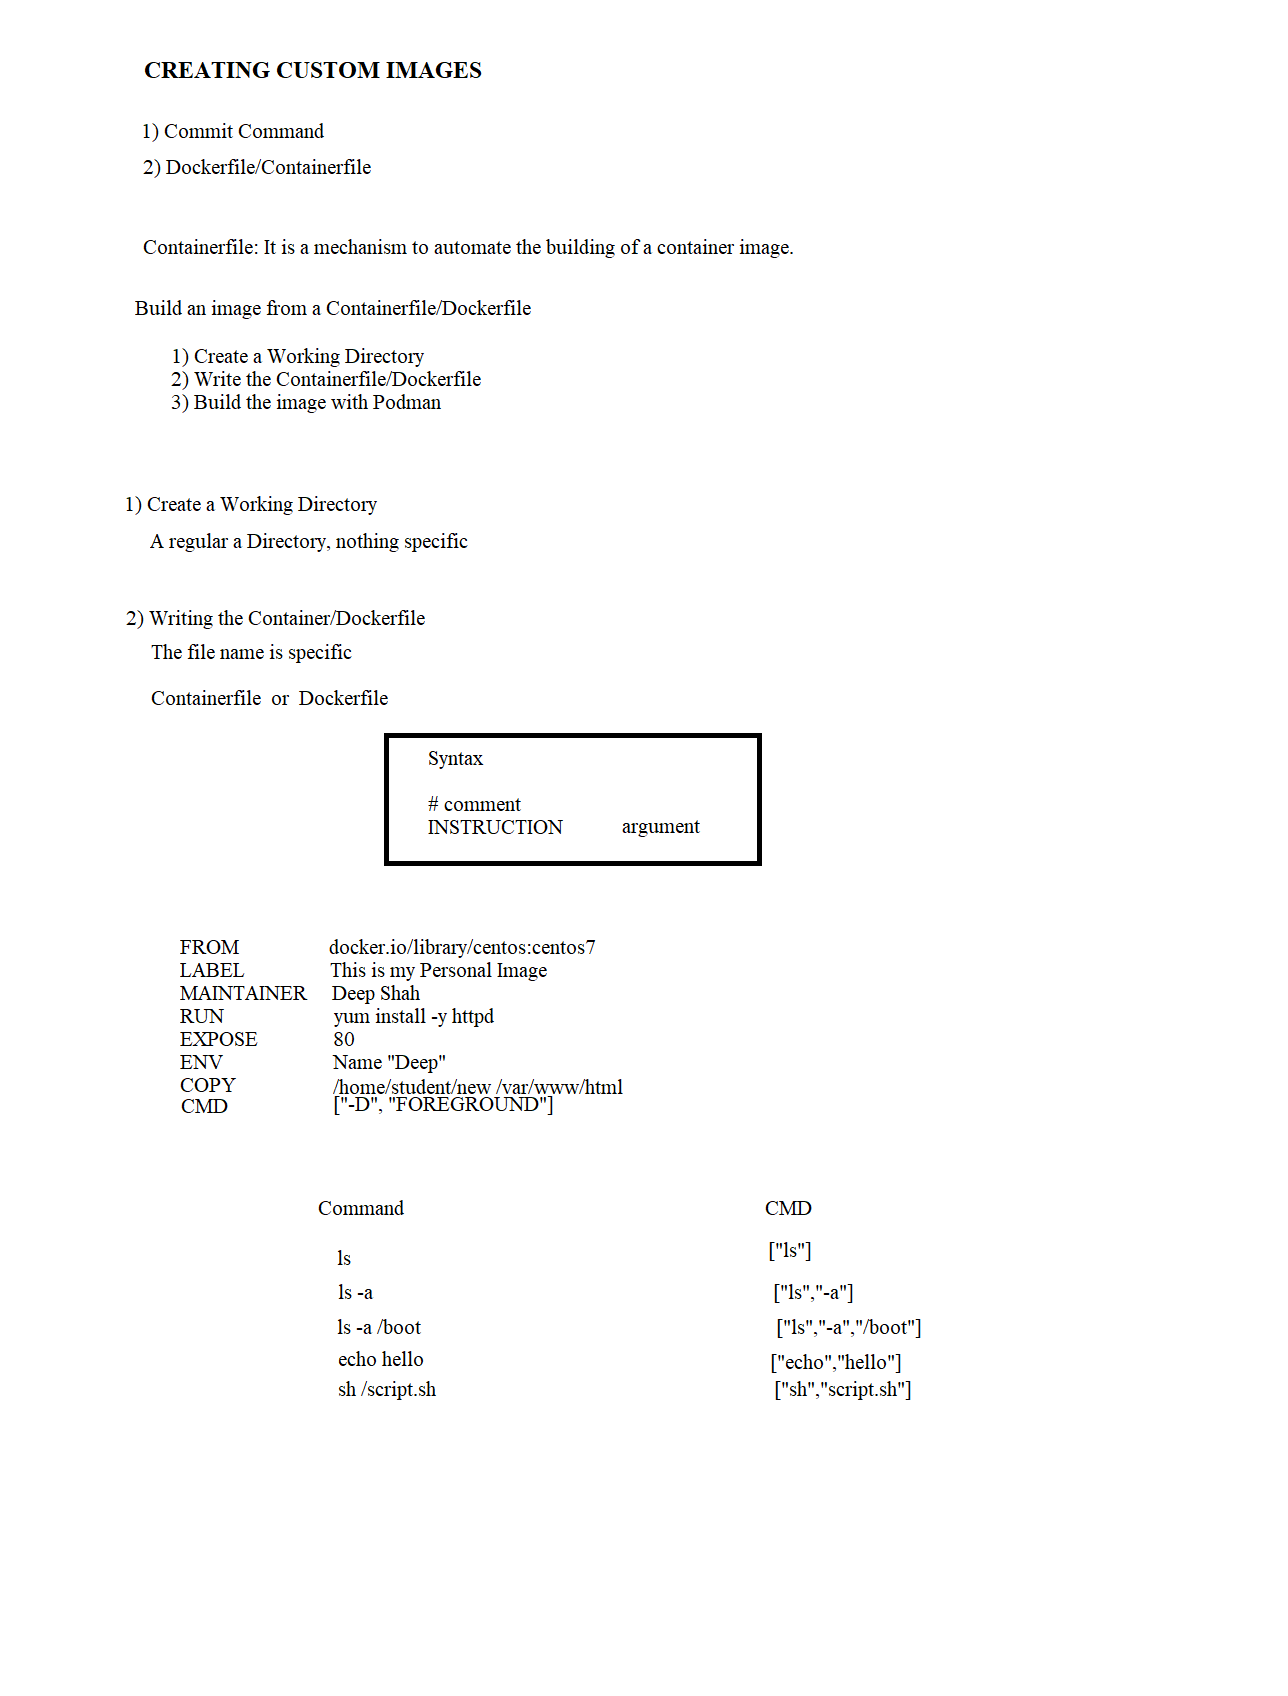 CREATING CUSTOM IMAGES
1) Commit Command
2) Dockerfile/Containerfile
Containerfile: It is a mechanism to automate the building of a container image.
Build an image from a Containerfile/Dockerfile
1) Create a Working Directory
2) Write the Containerfile/Dockerfile
3) Build the image with Podman
1) Create a Working Directory
A regular a Directory, nothing specific
2) Writing the Container/Dockerfile
The file name is specific
Containerfile or Dockerfile
Syntax
# comment
INSTRUCTION argument
FROM docker.io/library/centos:centos7
LABEL This is my Personal Image
MAINTAINER Deep Shah
RUN yum install -y httpd
EXPOSE 80
ENV Name "Deep"
COPY /home/student/new /var/www/html
CMD ["-D", "FOREGROUND"]
Command CMD
ls ["ls"]
ls -a ["ls","-a"]
ls -a /boot ["ls","-a","/boot"]
echo hello ["echo","hello"]
sh /script.sh ["sh","script.sh"]